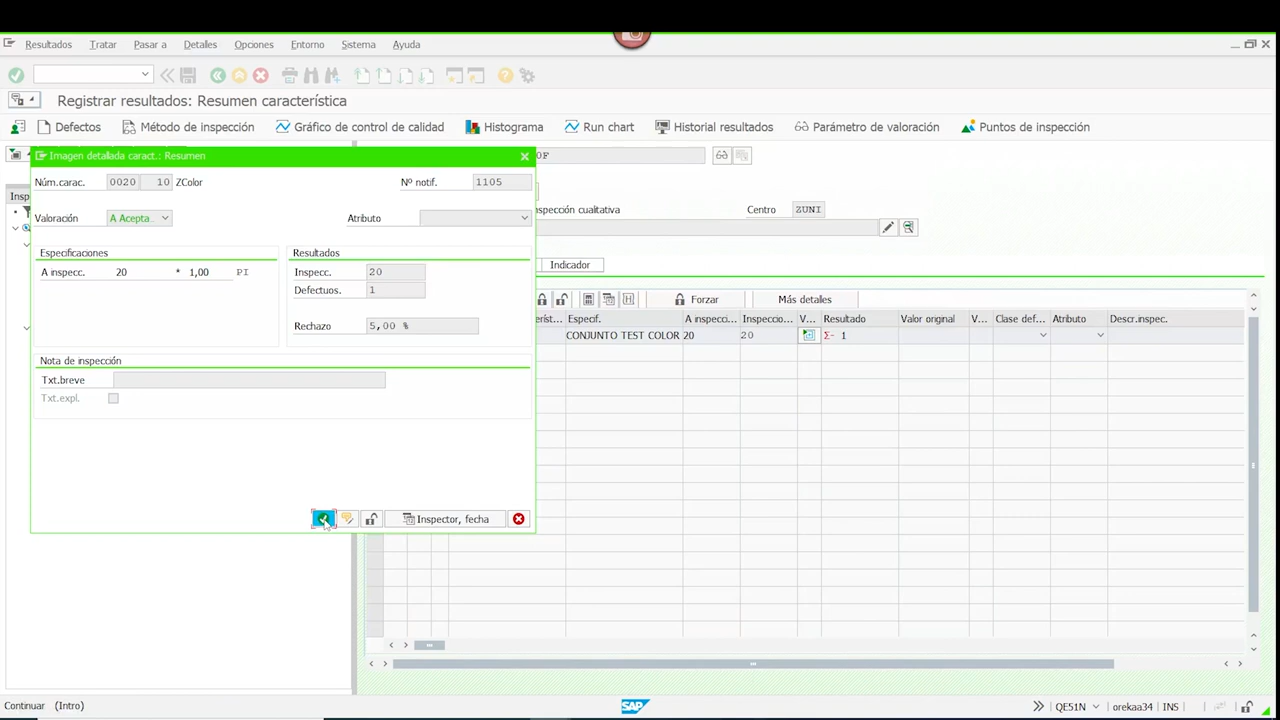 Resultados Tratar Pasar a Detalles Opciones Entorno Sistema Ayuda
Registrar resultados: Resumen característica
Defectos Método de inspección Gráfico de control de calidad Histograma Run chart Historial resultados Parámetro de valoración Puntos de inspección
Imagen detallada caract.: Resumen
OF
Núm.carac. 0020 10 ZColor Nº notif. 1105
Insp
Valoración A Acepta... Atributo
inspección cualitativa Centro ZUNI
Especificaciones Resultados
Indicador
A inspecc. 20 * 1,00 PI Inspecc. 20
Defectuos. 1
Forzar Más detalles
Rechazo 5,00 %
eríst... Especif. A inspecci... Inspeccio... V... Resultado Valor original V... Clase def... Atributo Descr.inspec.
CONJUNTO TEST COLOR 20 20 Σ- 1
Nota de inspección
Txt.breve
Txt.expl.
Inspector, fecha
Continuar (Intro) SAP QE51N orekaa34 INS